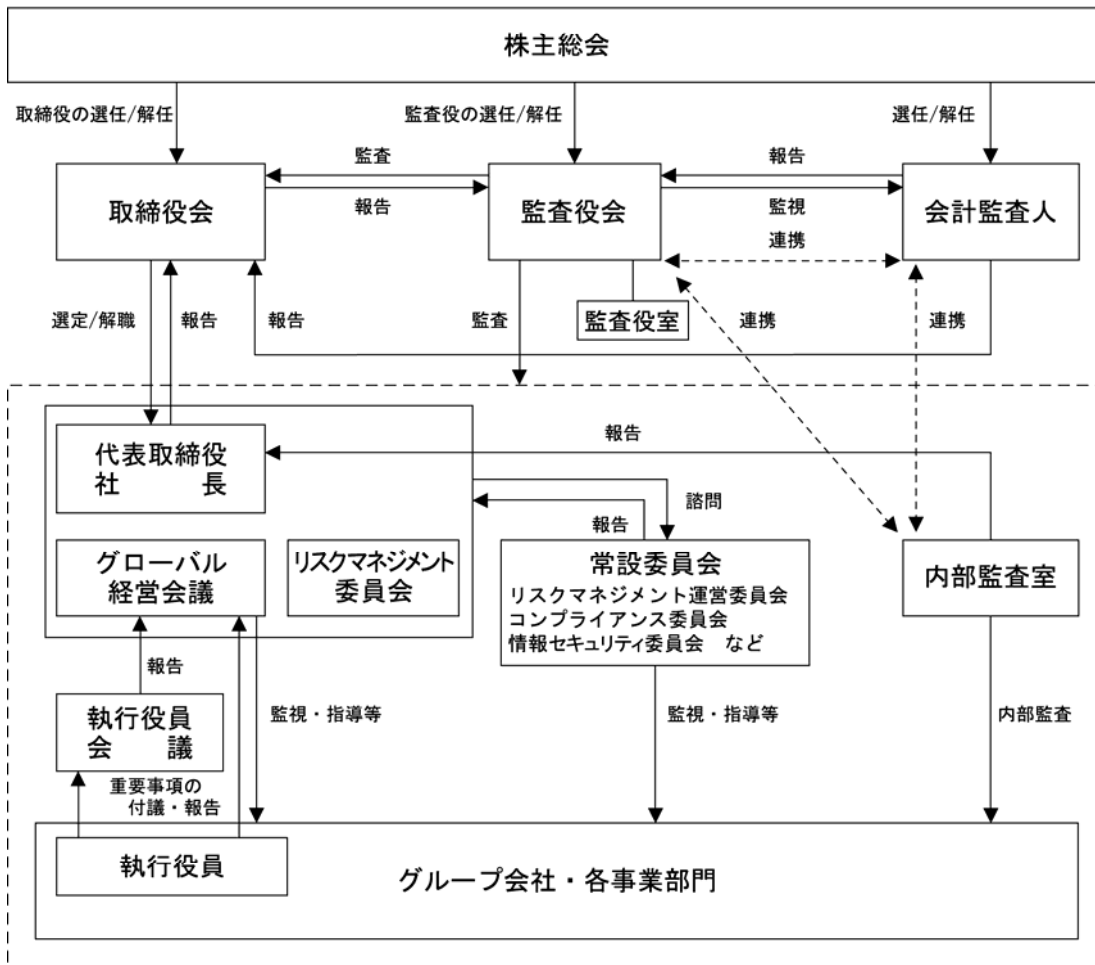 株主総会
取締役の選任/解任
監査役の選任/解任
選任/解任
監査
報告
取締役会
報告
監査役会
監視
会計監査人
連携
選定/解職
報告
報告
監査
監査役室
連携
連携
代表取締役
社長
報告
諮問
報告
グローバル
経営会議
リスクマネジメント
委員会
常設委員会
リスクマネジメント運営委員会
コンプライアンス委員会
情報セキュリティ委員会 など
内部監査室
報告
執行役員
会議
監視・指導等
監視・指導等
内部監査
重要事項の
付議・報告
執行役員
グループ会社・各事業部門